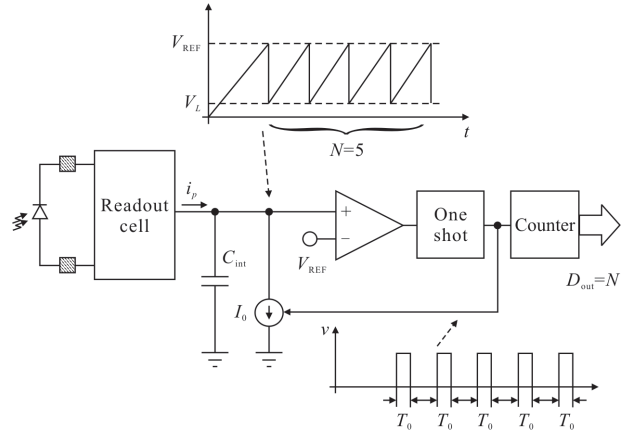 V_REF
V_L
t
N=5
Readout cell
i_p
C_int
I_0
+
−
V_REF
One shot
Counter
D_out=N
v
T_0 T_0 T_0 T_0 T_0
t